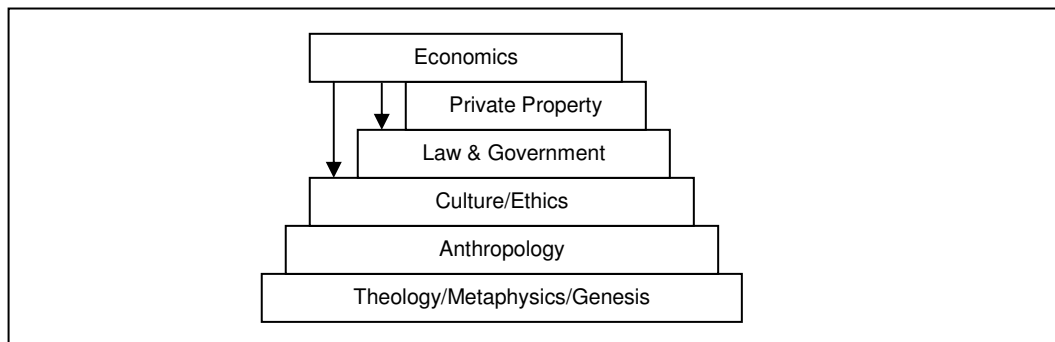 Economics
Private Property
Law & Government
Culture/Ethics
Anthropology
Theology/Metaphysics/Genesis